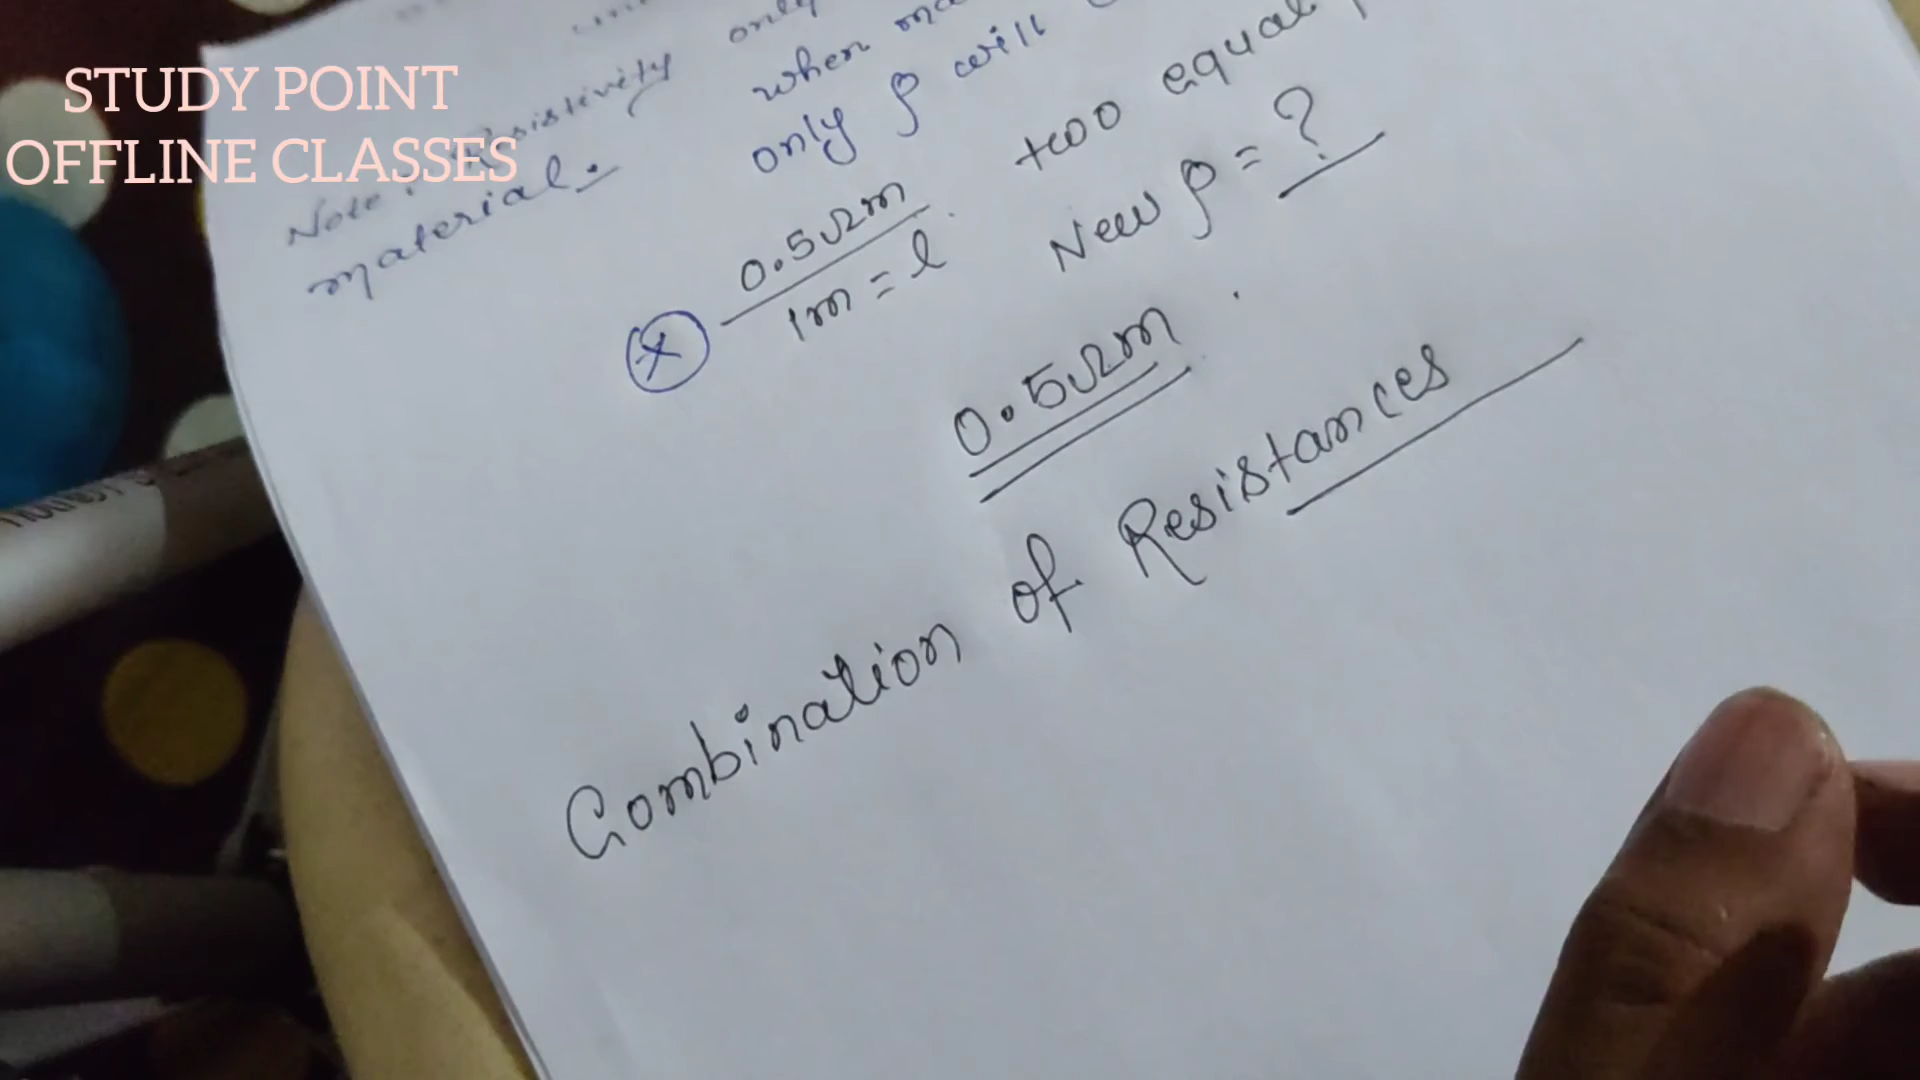 STUDY POINT
OFFLINE CLASSES
Note : Resistivity only
material.
when
only ρ will
0.5Ωm two equal
1m = l New ρ = ?
0.5Ωm
Combination of Resistances